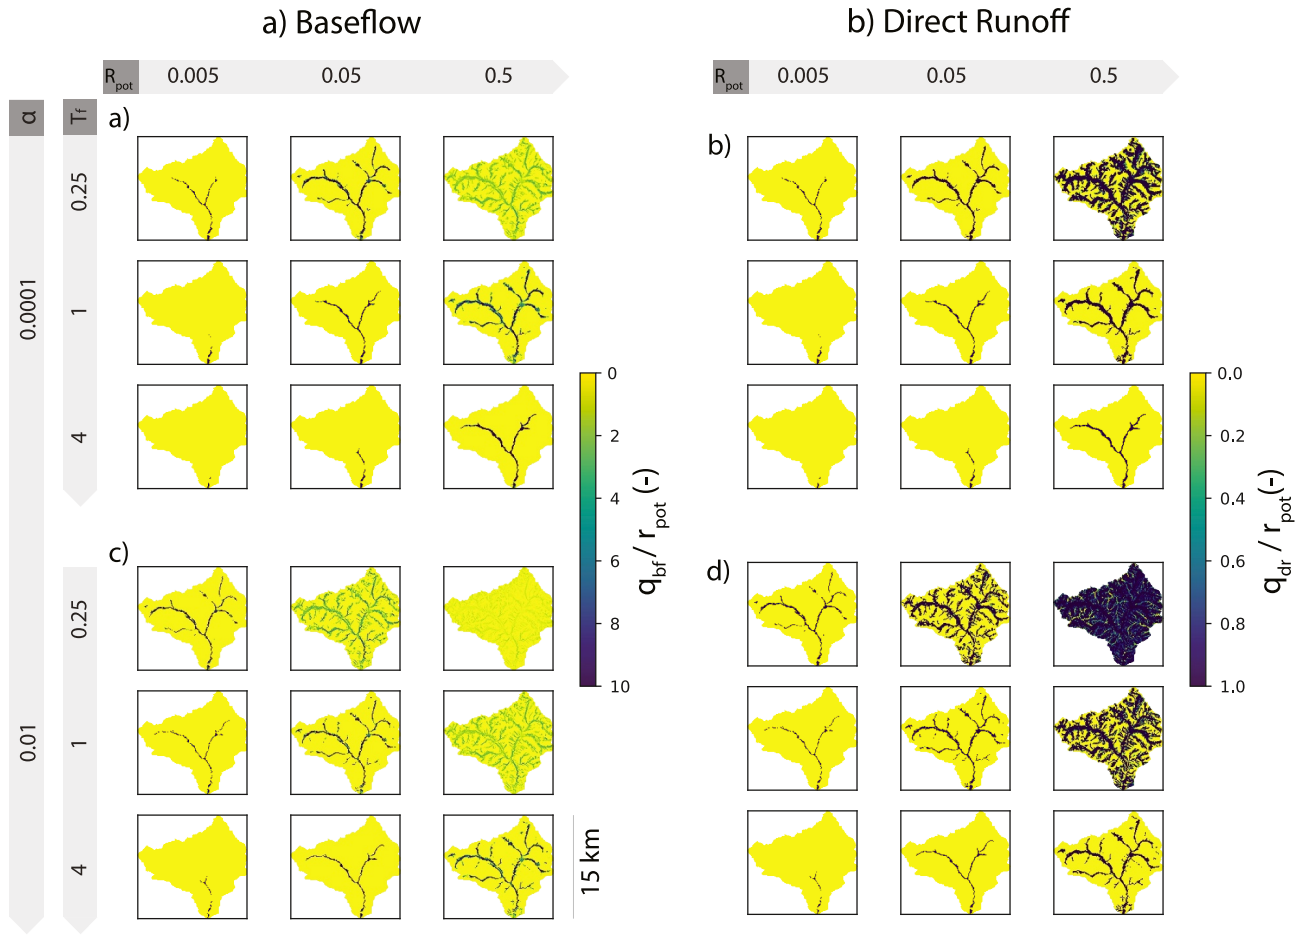 a) Baseflow
b) Direct Runoff
Rpot 0.005 0.05 0.5
Rpot 0.005 0.05 0.5
α
Tf
a)
b)
0.0001
0.25
1
4
0
2
4
6
8
10
qbf / rpot (-)
0.0
0.2
0.4
0.6
0.8
1.0
qdr / rpot (-)
c)
d)
0.01
0.25
1
4
15 km